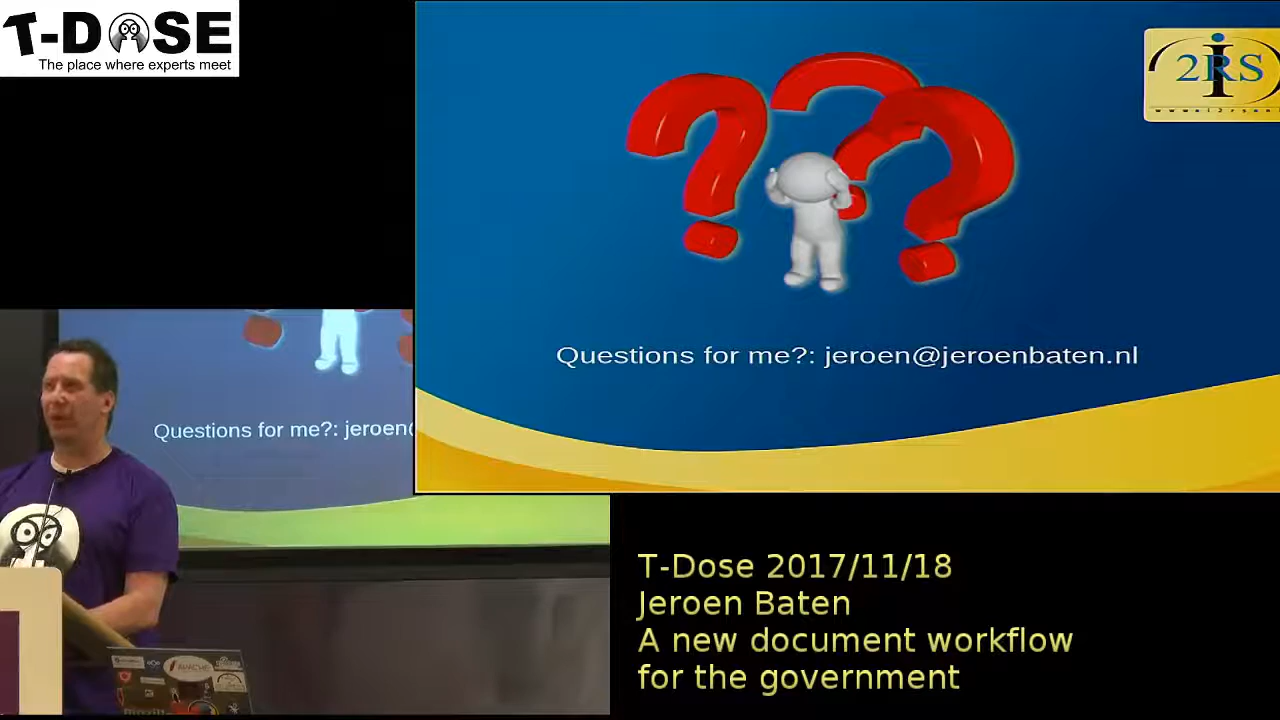 T-DOSE
The place where experts meet
i
2RS
Questions for me?: jeroen@jeroenbaten.nl
Questions for me?: jeroen@
T-Dose 2017/11/18
Jeroen Baten
A new document workflow
for the government
APACHE